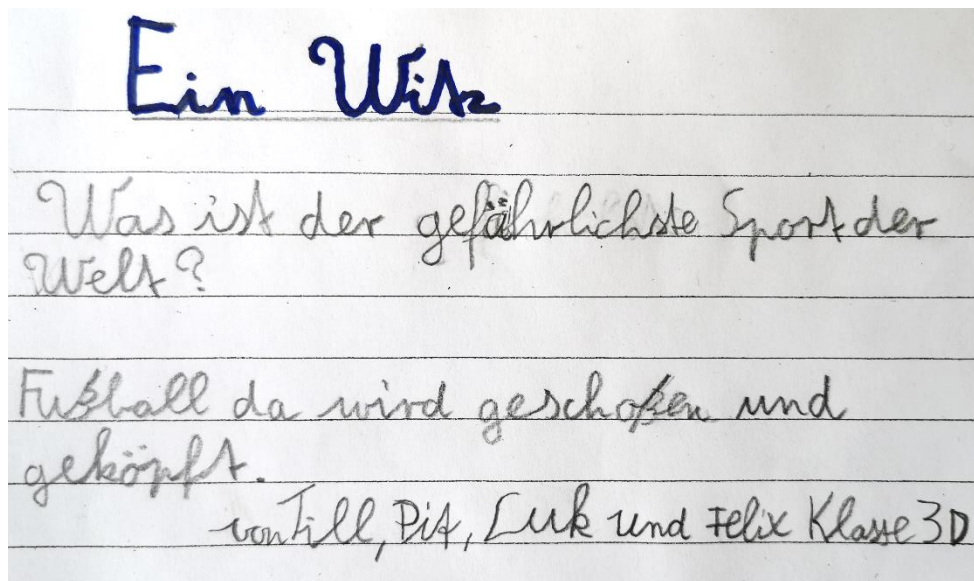 Ein Witz
Was ist der gefährlichste Sport der
Welt?
Fußball da wird geschoßen und
geköpft.
von Till, Pit, Luk und Felix Klasse 3D